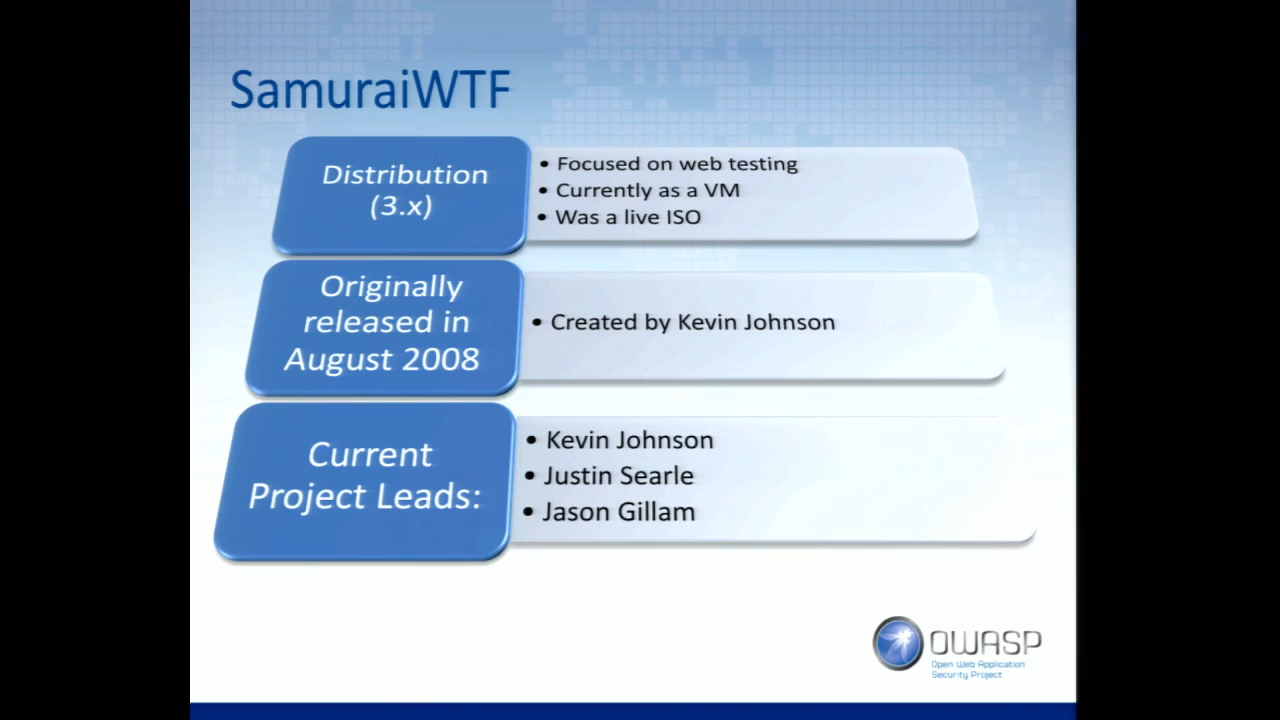 SamuraiWTF
Distribution
(3.x)
• Focused on web testing
• Currently as a VM
• Was a live ISO
Originally
released in
August 2008
• Created by Kevin Johnson
Current
Project Leads:
• Kevin Johnson
• Justin Searle
• Jason Gillam
OWASP
Open Web Application
Security Project